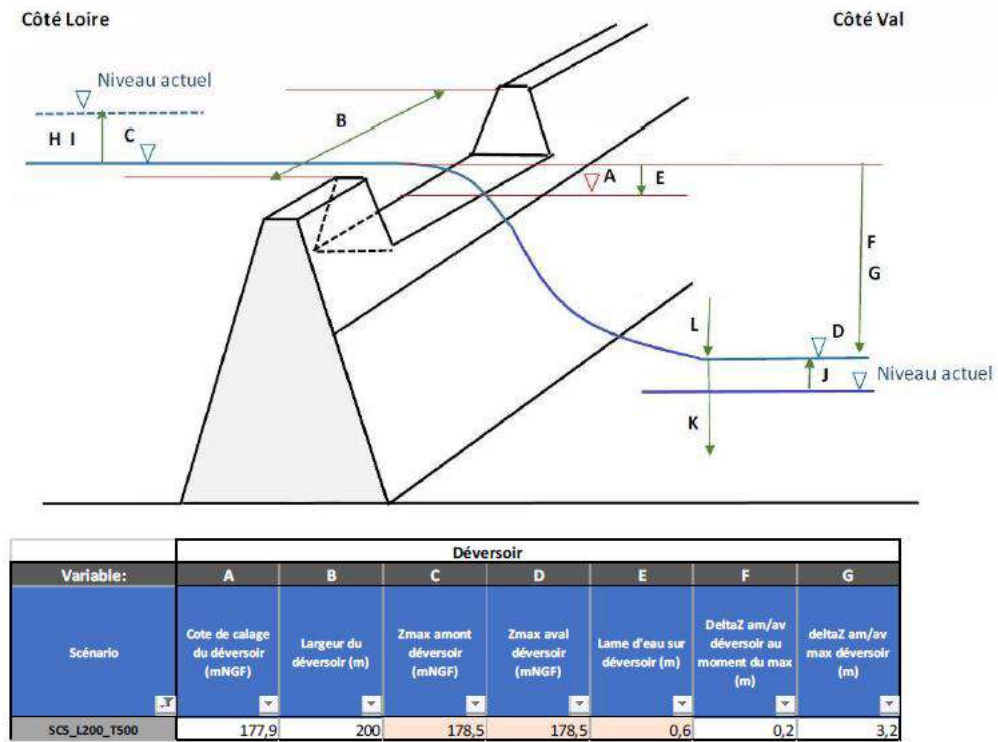 Côté Loire
Côté Val
Niveau actuel
B
H I
C
A
E
F
G
L
D
J
Niveau actuel
K
Déversoir
Variable: A B C D E F G
Scénario
Cote de calage
du déversoir
(mNGF)
Largeur du
déversoir (m)
Zmax amont
déversoir
(mNGF)
Zmax aval
déversoir
(mNGF)
Lame d'eau sur
déversoir (m)
DeltaZ am/av
déversoir au
moment du max
(m)
deltaZ am/av
max déversoir
(m)
SCS_L200_T500 177,9 200 178,5 178,5 0,6 0,2 3,2